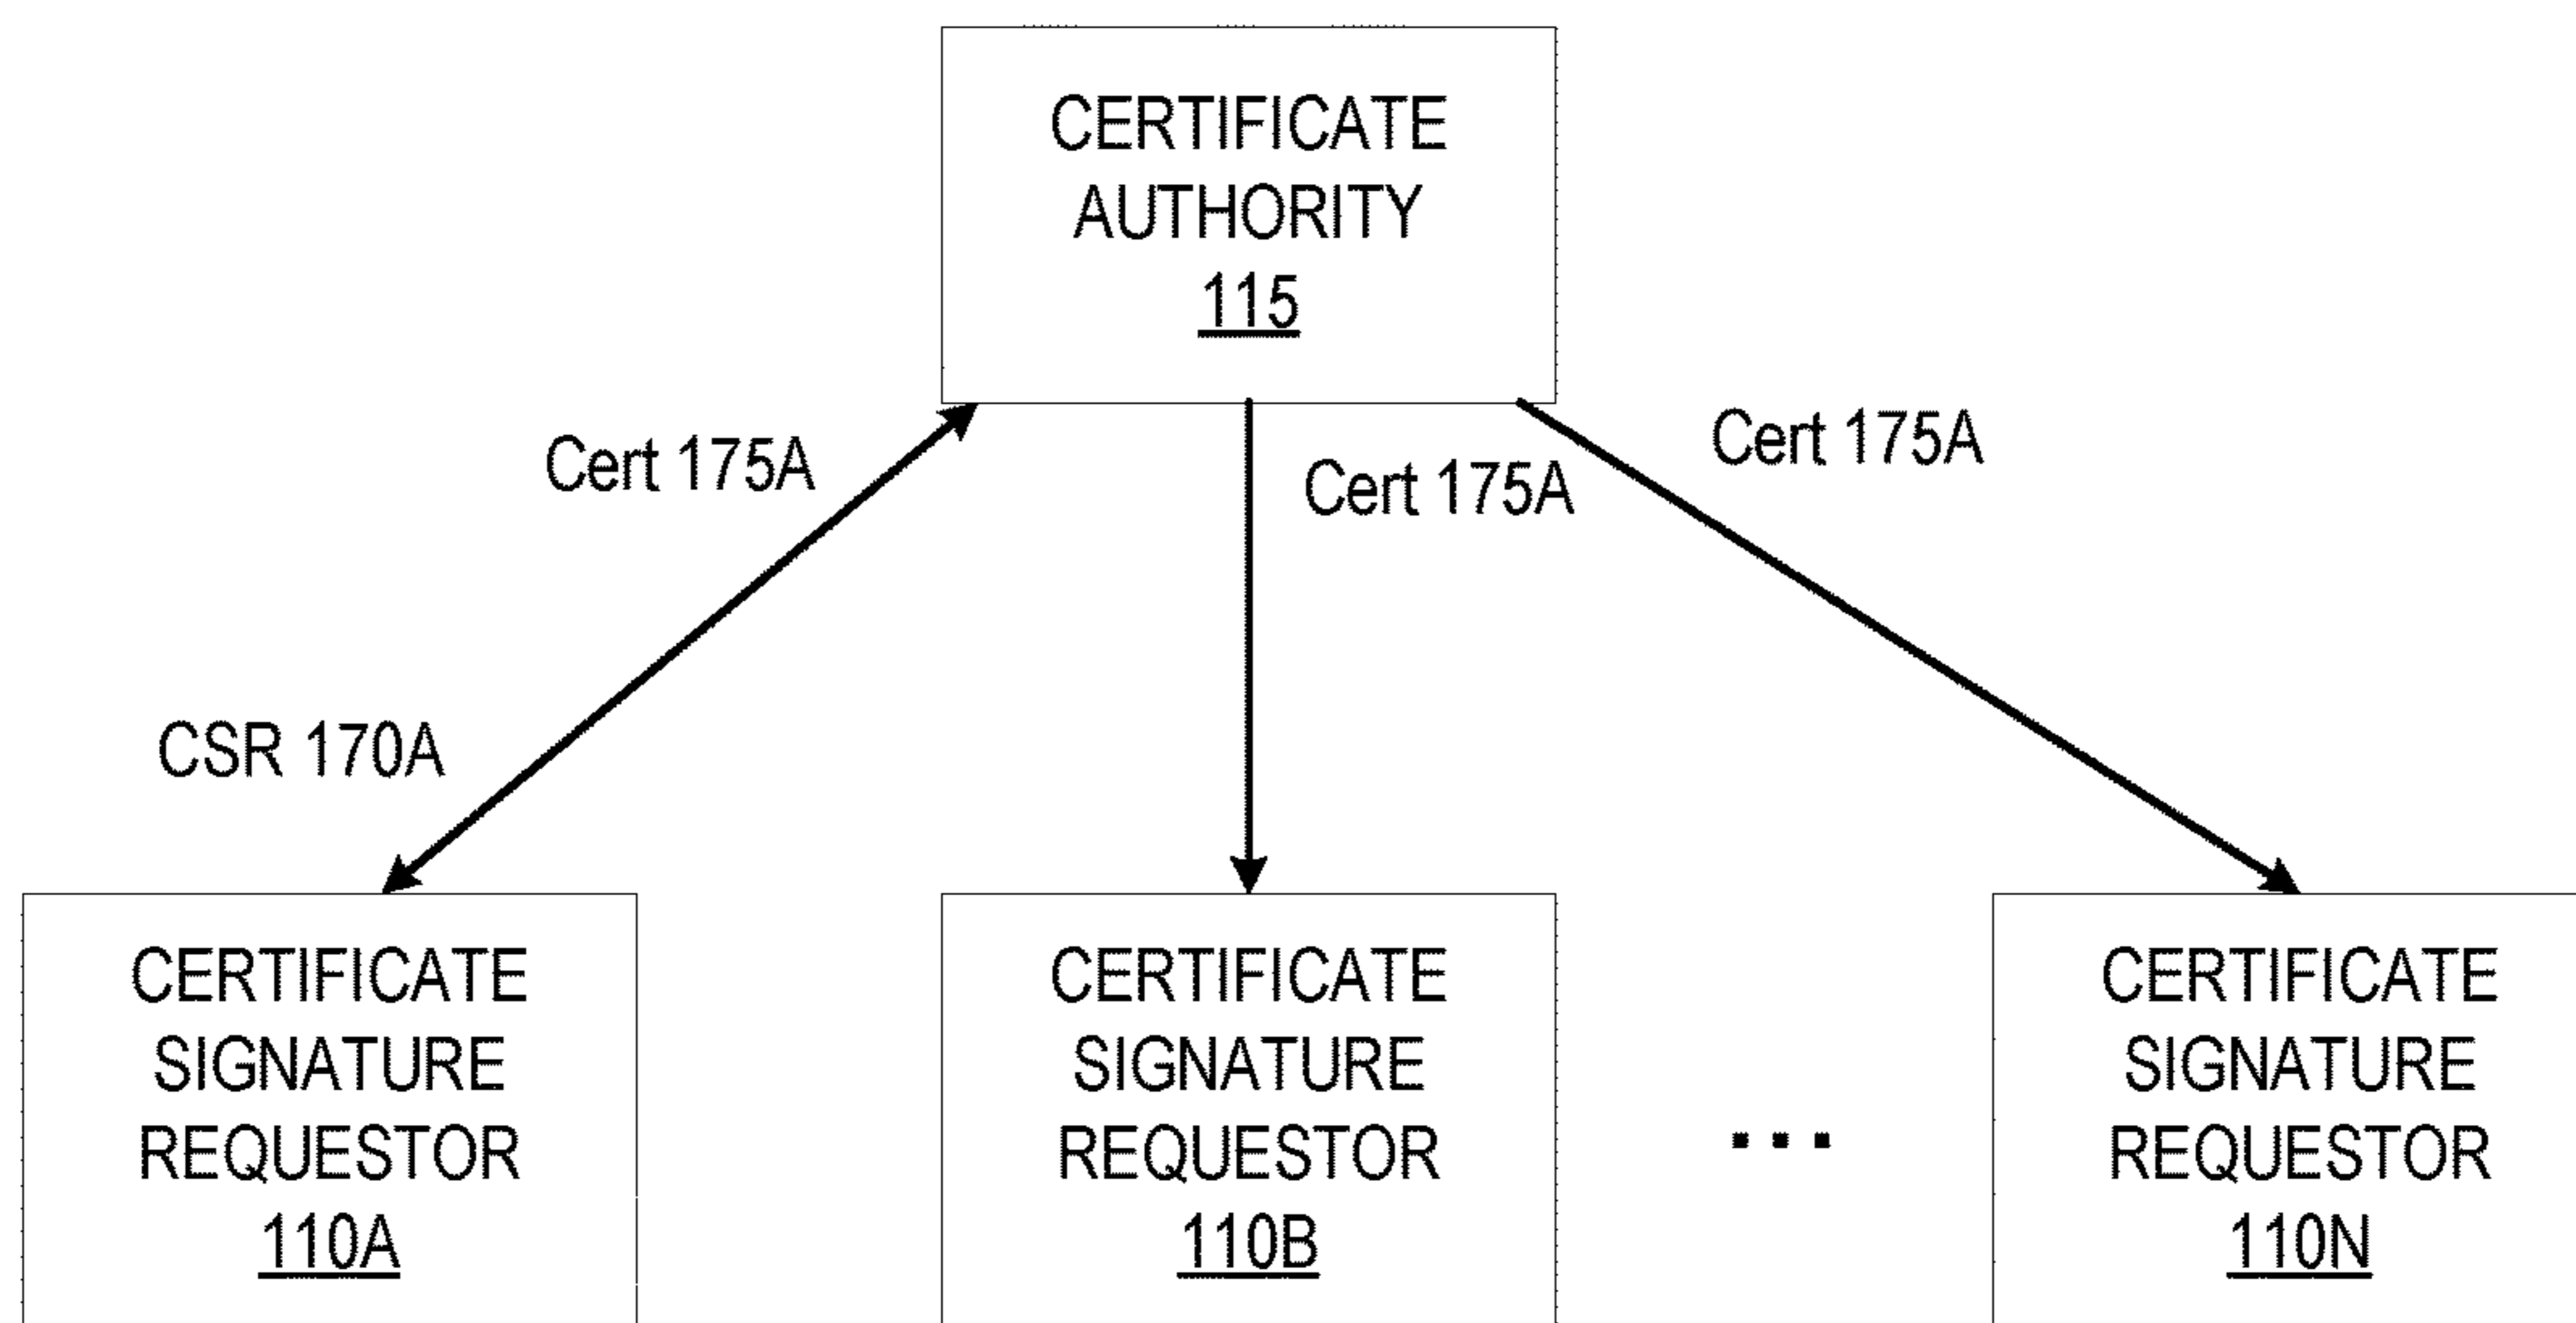 CERTIFICATE
AUTHORITY
115
Cert 175A
Cert 175A
Cert 175A
CSR 170A
CERTIFICATE
SIGNATURE
REQUESTOR
110A
CERTIFICATE
SIGNATURE
REQUESTOR
110B
...
CERTIFICATE
SIGNATURE
REQUESTOR
110N